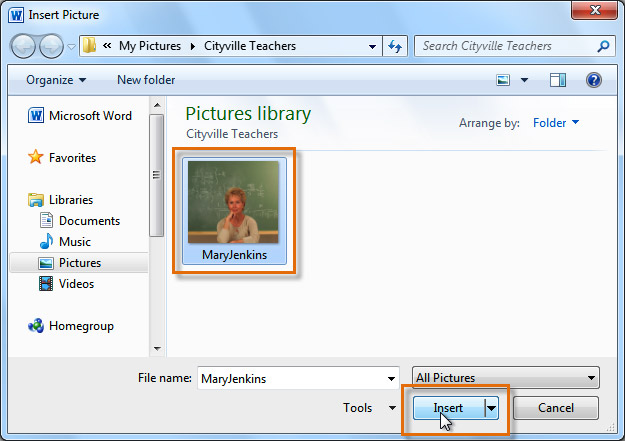 Insert Picture
« My Pictures Cityville Teachers
Search Cityville Teachers
Organize New folder
Microsoft Word
Favorites
Libraries
Documents
Music
Pictures
Videos
Homegroup
Pictures library
Cityville Teachers
Arrange by: Folder
MaryJenkins
File name: MaryJenkins
All Pictures
Tools Insert Cancel